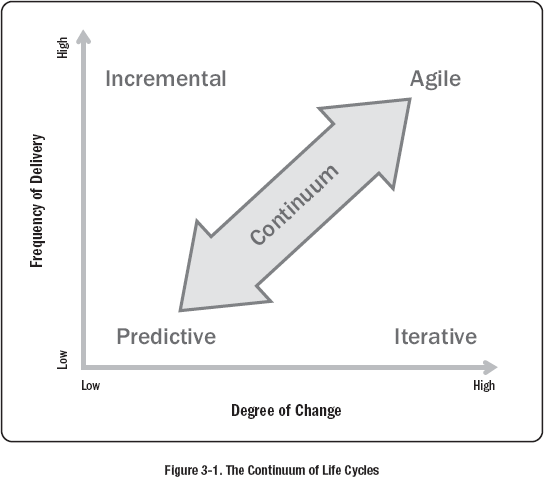 High
Incremental
Agile
Frequency of Delivery
Continuum
Predictive
Iterative
Low
Low
High
Degree of Change
Figure 3-1. The Continuum of Life Cycles